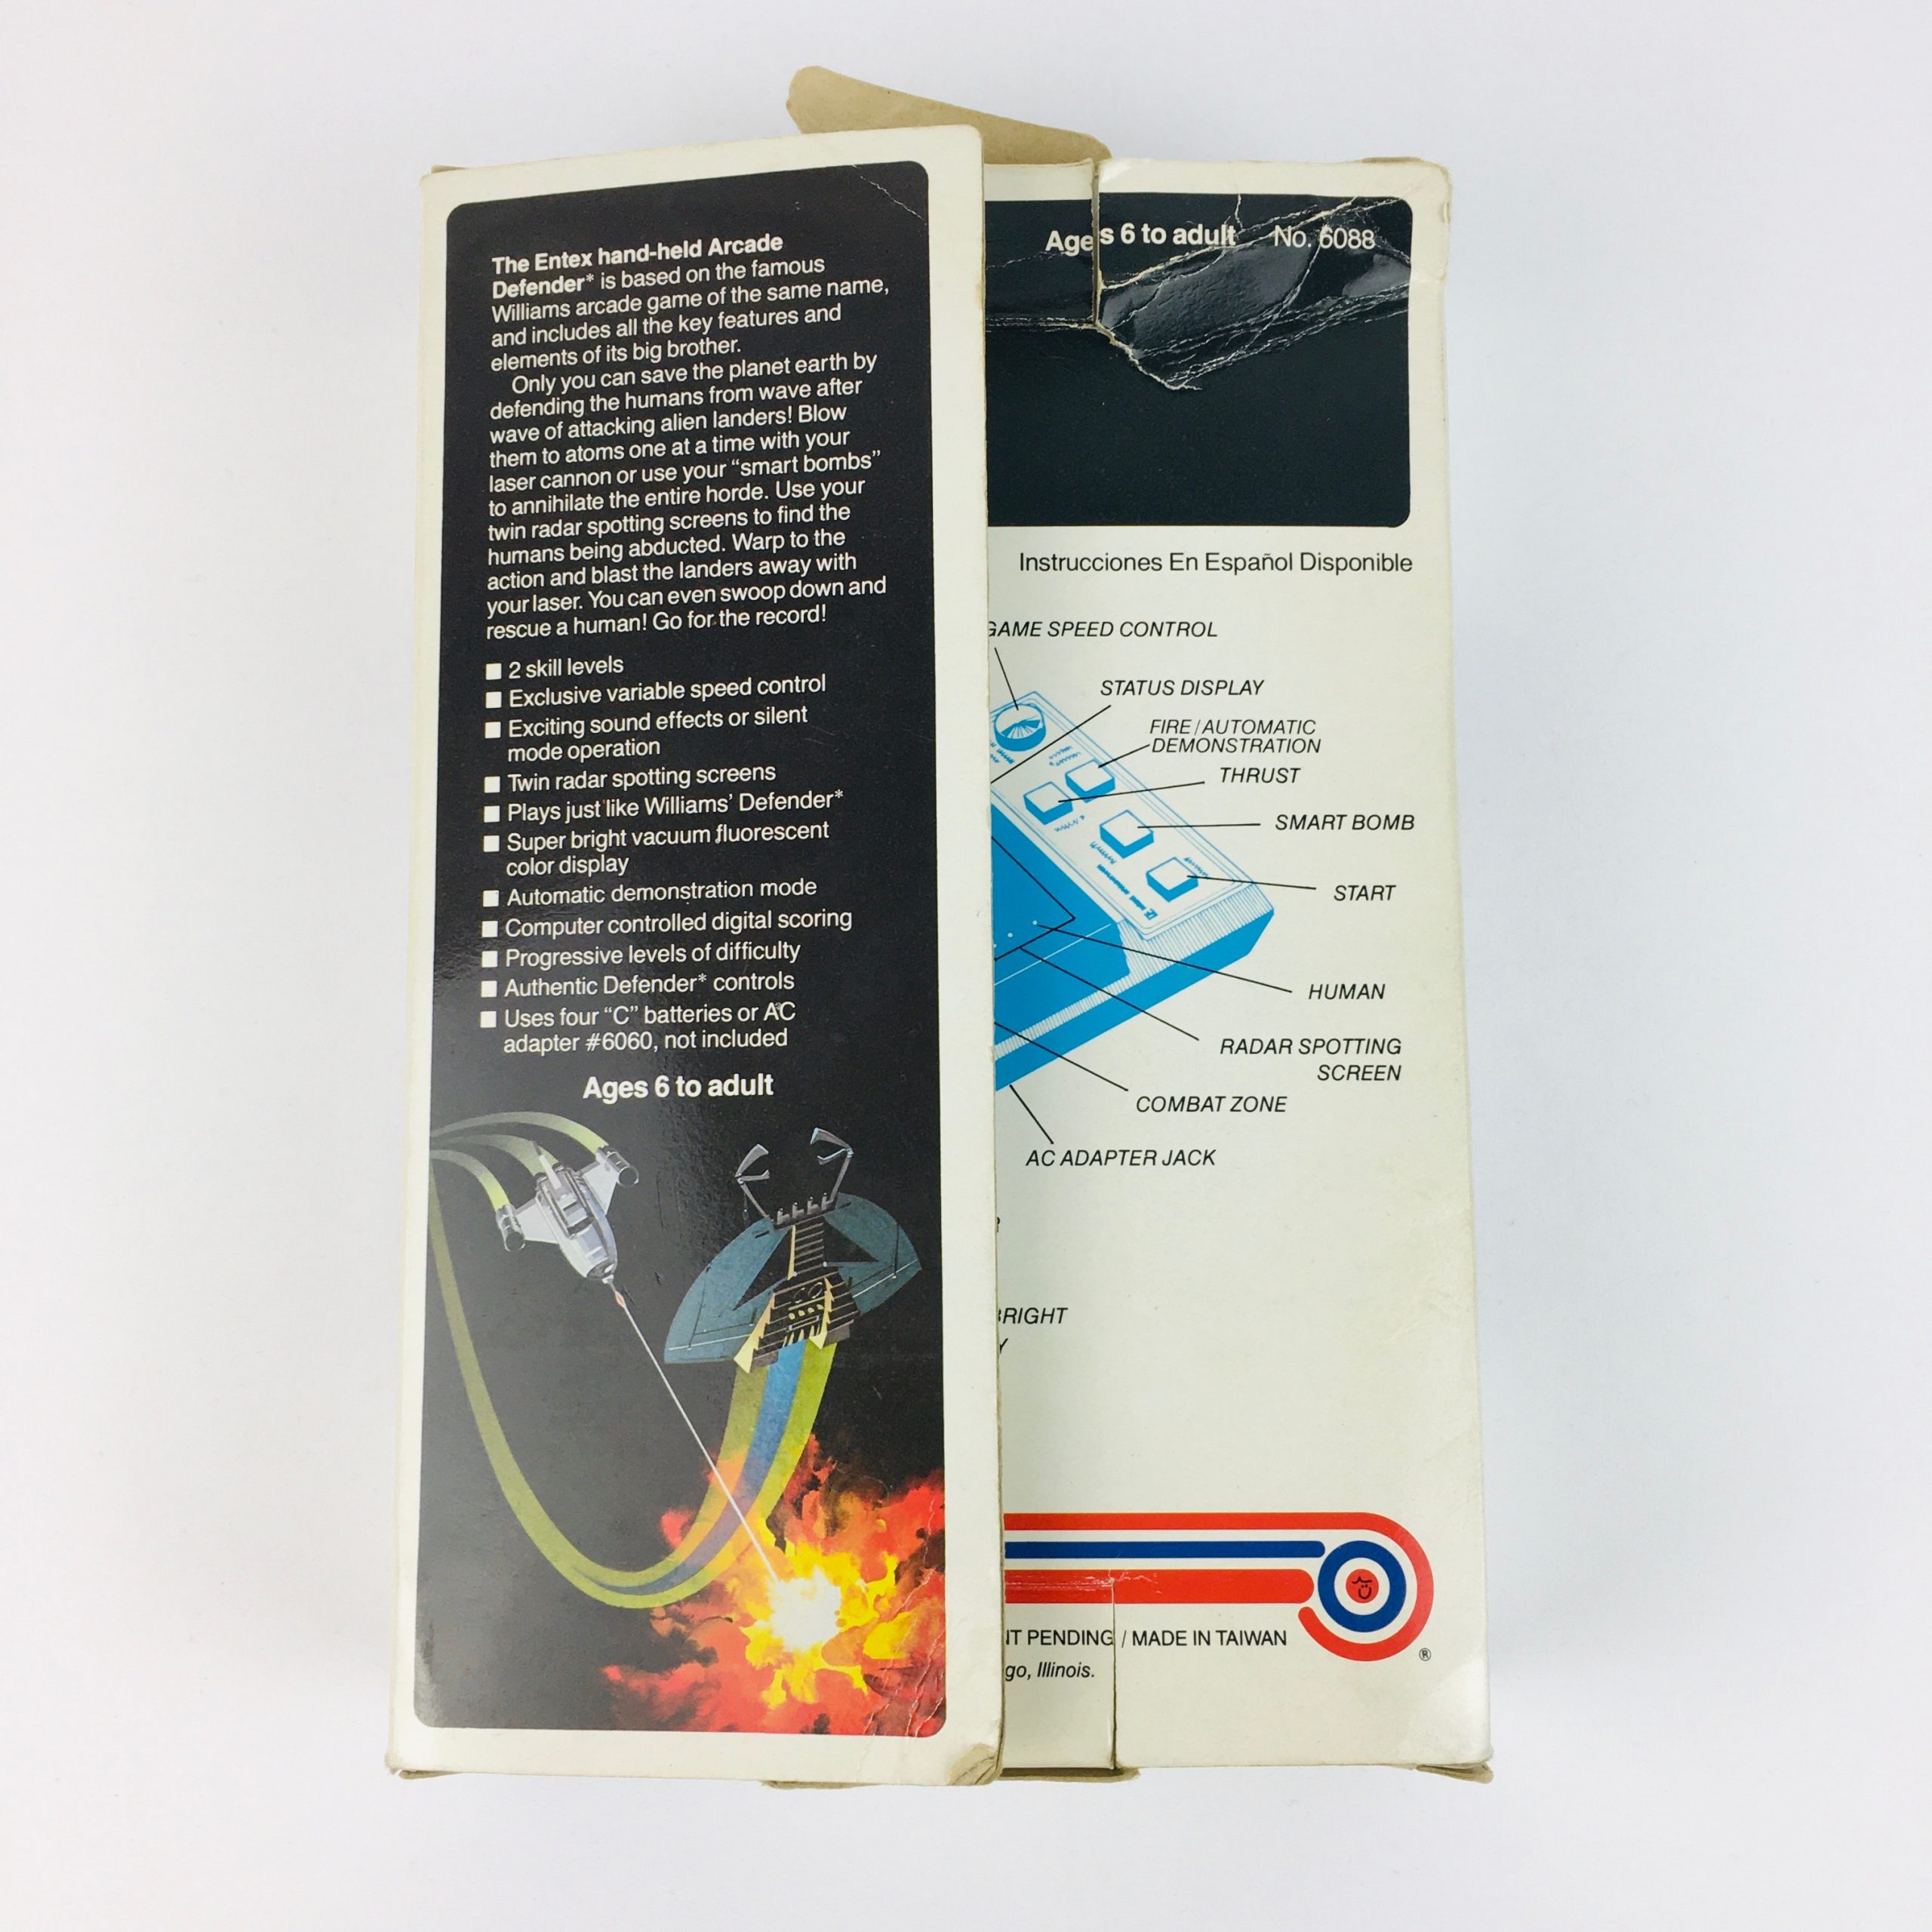 The Entex hand-held Arcade
Defender* is based on the famous
Williams arcade game of the same name,
and includes all the key features and
elements of its big brother.
Only you can save the planet earth by
defending the humans from wave after
wave of attacking alien landers! Blow
them to atoms one at a time with your
laser cannon or use your “smart bombs”
to annihilate the entire horde. Use your
twin radar spotting screens to find the
humans being abducted. Warp to the
action and blast the landers away with
your laser. You can even swoop down and
rescue a human! Go for the record!
■ 2 skill levels
■ Exclusive variable speed control
■ Exciting sound effects or silent
mode operation
■ Twin radar spotting screens
■ Plays just like Williams’ Defender*
■ Super bright vacuum fluorescent
color display
■ Automatic demonstration mode
■ Computer controlled digital scoring
■ Progressive levels of difficulty
■ Authentic Defender* controls
■ Uses four “C” batteries or AC
adapter #6060, not included
Ages 6 to adult
Ages 6 to adult No. 6088
Instrucciones En Español Disponible
GAME SPEED CONTROL
STATUS DISPLAY
FIRE/AUTOMATIC
DEMONSTRATION
THRUST
SMART BOMB
START
HUMAN
RADAR SPOTTING
SCREEN
COMBAT ZONE
AC ADAPTER JACK
BRIGHT
Y
NT PENDING / MADE IN TAIWAN
go, Illinois.
®